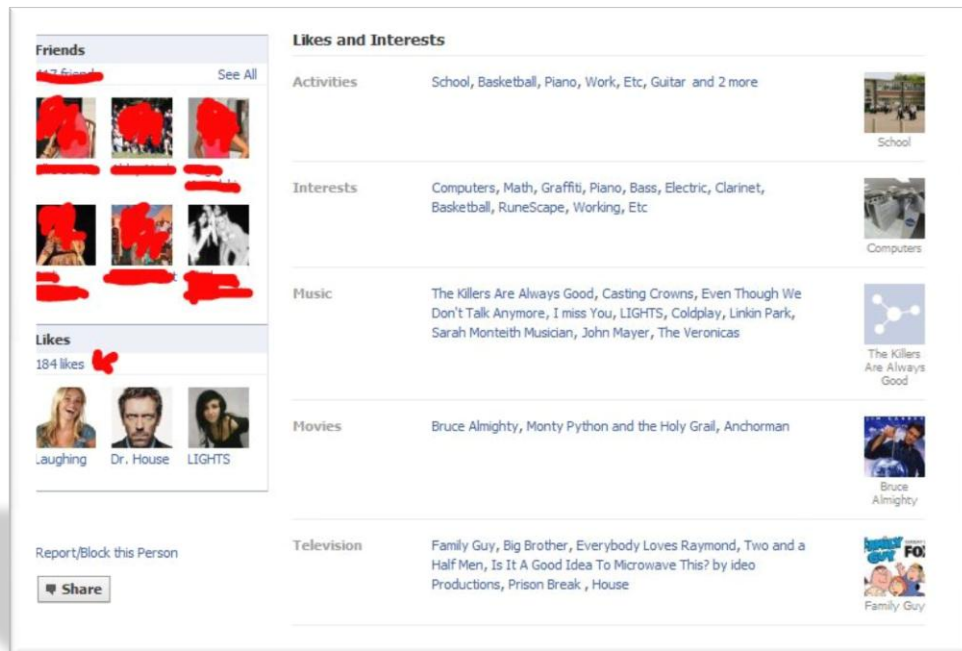 Friends
See All
Likes
184 likes
Laughing
Dr. House
LIGHTS
Report/Block this Person
Share
Likes and Interests
Activities
School, Basketball, Piano, Work, Etc, Guitar and 2 more
School
Interests
Computers, Math, Graffiti, Piano, Bass, Electric, Clarinet,
Basketball, RuneScape, Working, Etc
Computers
Music
The Killers Are Always Good, Casting Crowns, Even Though We
Don't Talk Anymore, I miss You, LIGHTS, Coldplay, Linkin Park,
Sarah Monteith Musician, John Mayer, The Veronicas
The Killers
Are Always
Good
Movies
Bruce Almighty, Monty Python and the Holy Grail, Anchorman
Bruce
Almighty
Television
Family Guy, Big Brother, Everybody Loves Raymond, Two and a
Half Men, Is It A Good Idea To Microwave This? by ideo
Productions, Prison Break , House
FAMILY
GUY
FOX
Family Guy